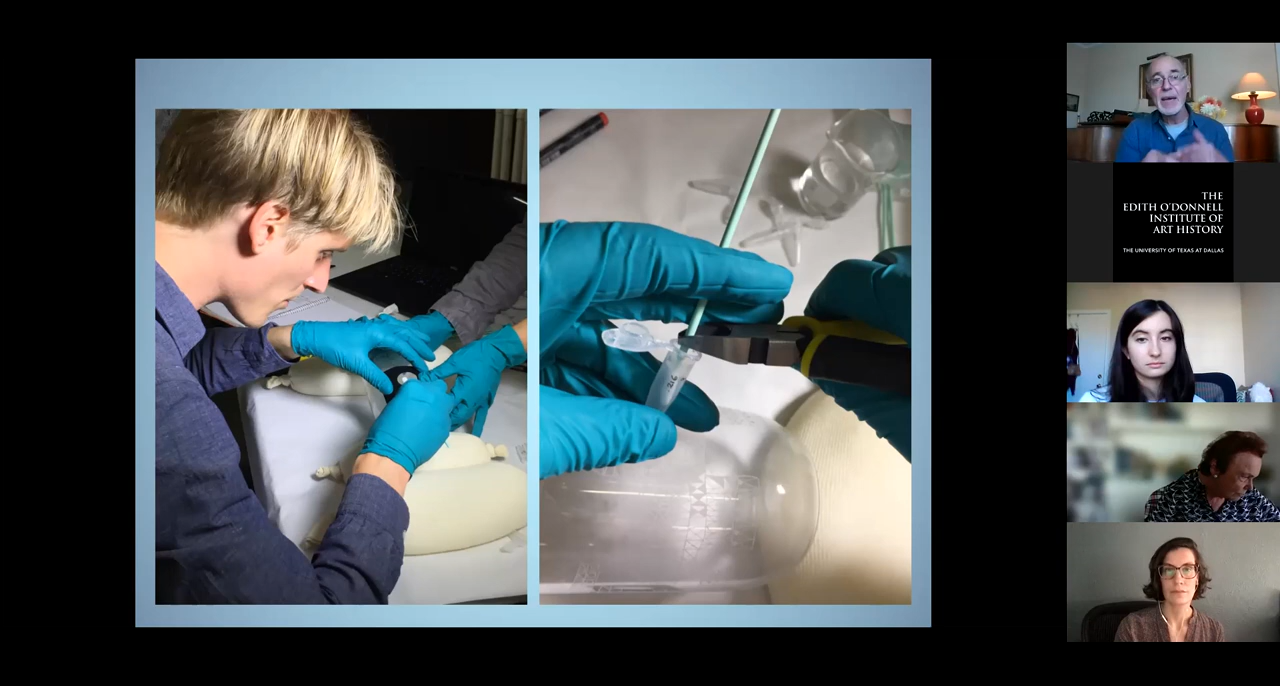 THE
EDITH O'DONNELL
INSTITUTE OF
ART HISTORY
THE UNIVERSITY OF TEXAS AT DALLAS